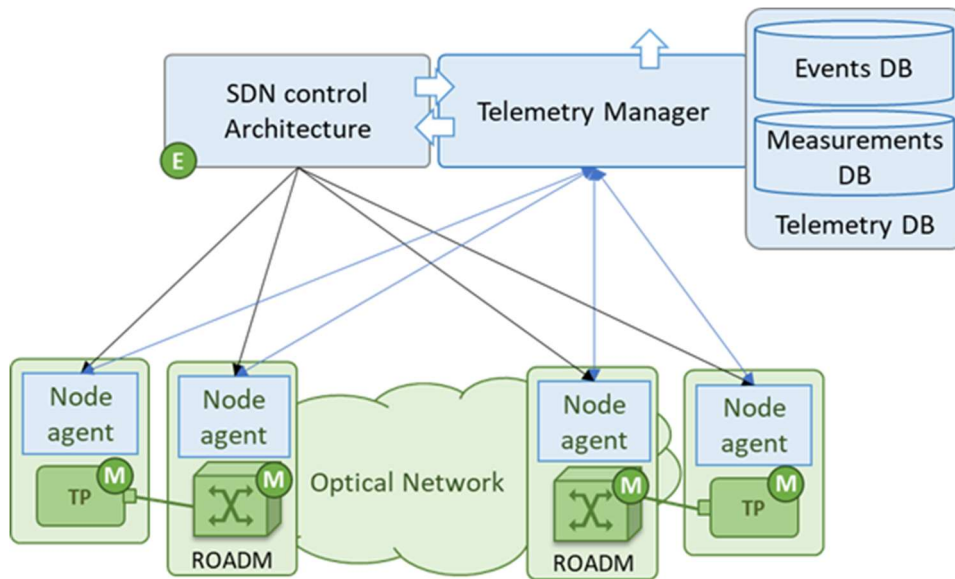 SDN control
Architecture
E
Telemetry Manager
Events DB
Measurements
DB
Telemetry DB
Node
agent
M
TP
Node
agent
M
ROADM
Optical Network
Node
agent
M
ROADM
Node
agent
M
TP